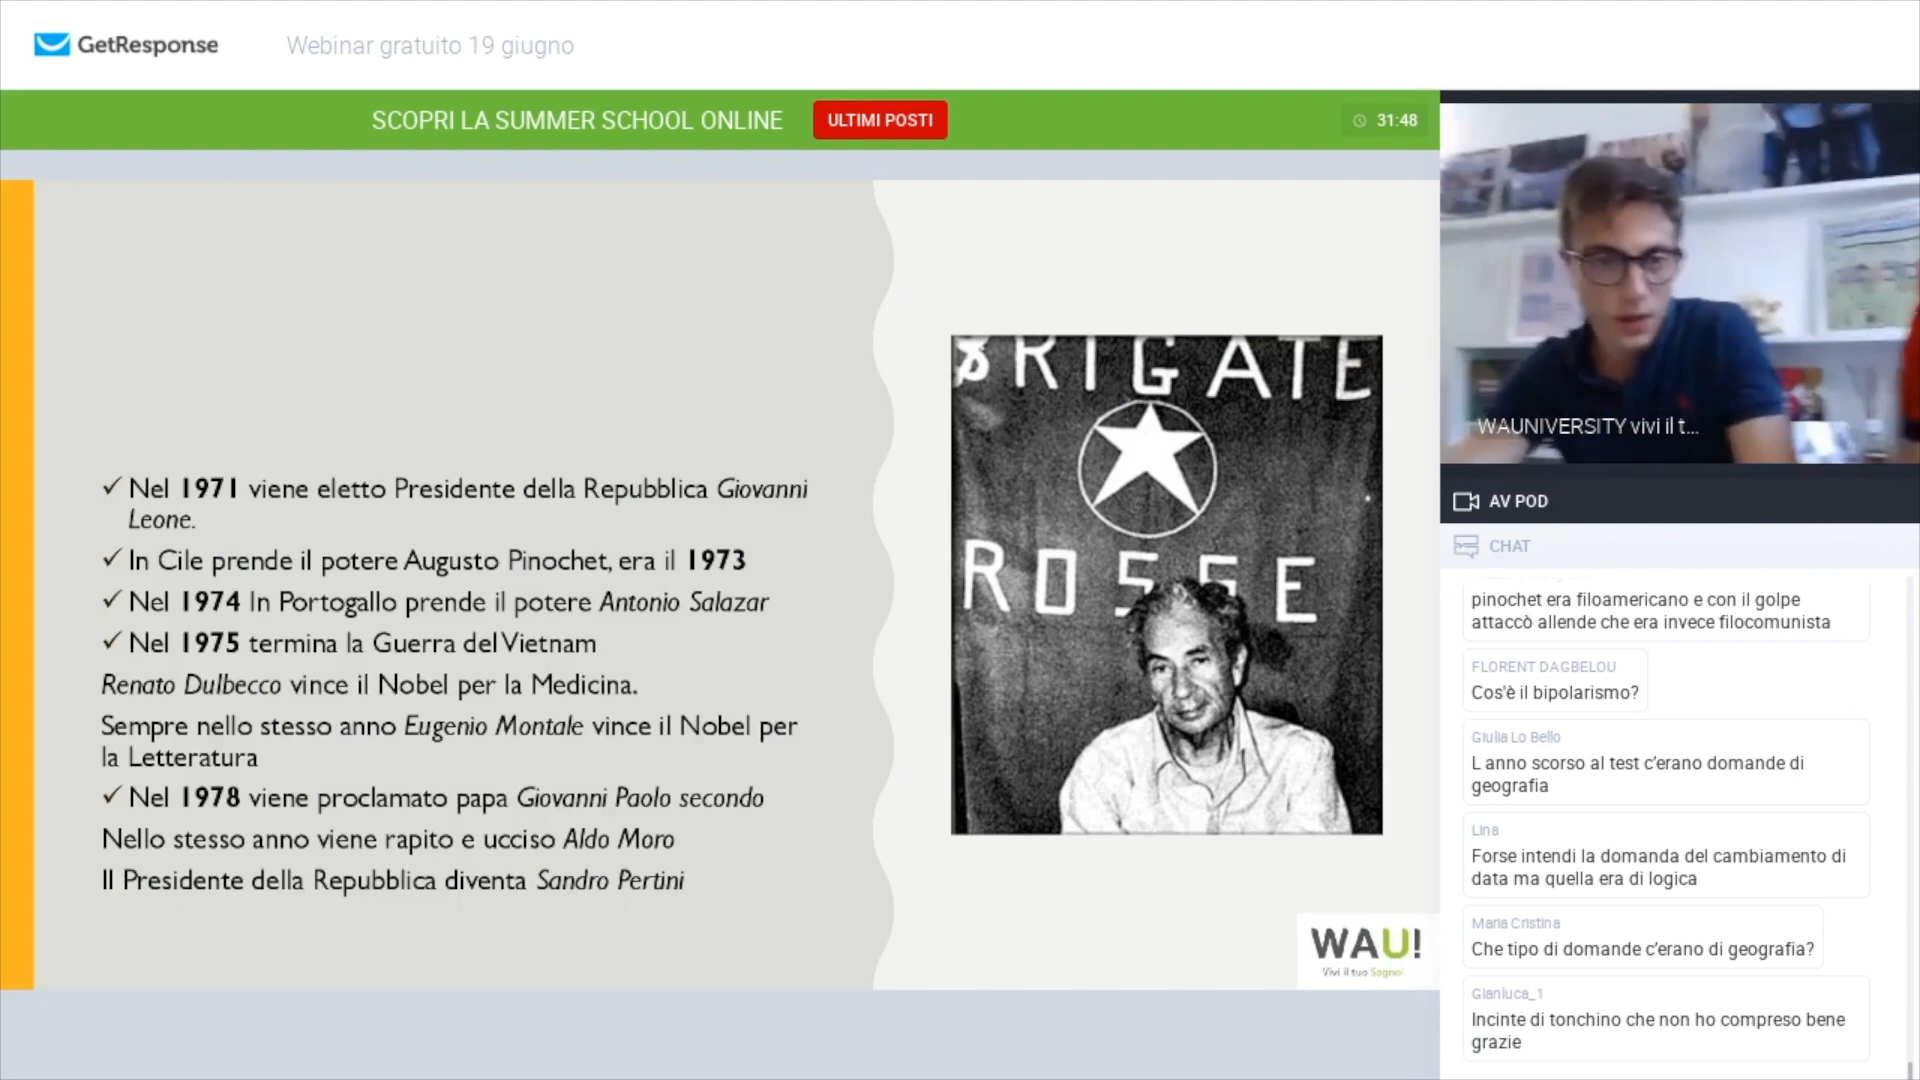 GetResponse
Webinar gratuito 19 giugno
SCOPRI LA SUMMER SCHOOL ONLINE
ULTIMI POSTI
31:48
✓ Nel 1971 viene eletto Presidente della Repubblica Giovanni
Leone.
✓ In Cile prende il potere Augusto Pinochet, era il 1973
✓ Nel 1974 In Portogallo prende il potere Antonio Salazar
✓ Nel 1975 termina la Guerra del Vietnam
Renato Dulbecco vince il Nobel per la Medicina.
Sempre nello stesso anno Eugenio Montale vince il Nobel per
la Letteratura
✓ Nel 1978 viene proclamato papa Giovanni Paolo secondo
Nello stesso anno viene rapito e ucciso Aldo Moro
Il Presidente della Repubblica diventa Sandro Pertini
BRIGATE
ROSSE
WAU!
Vivi il tuo Sogno!
WAUNIVERSITY vivi il t...
AV POD
CHAT
pinochet era filoamericano e con il golpe
attaccò allende che era invece filocomunista
FLORENT DAGBELOU
Cos'è il bipolarismo?
Giulia Lo Bello
L anno scorso al test c'erano domande di
geografia
Lina
Forse intendi la domanda del cambiamento di
data ma quella era di logica
Maria Cristina
Che tipo di domande c'erano di geografia?
Gianluca_1
Incinte di tonchino che non ho compreso bene
grazie